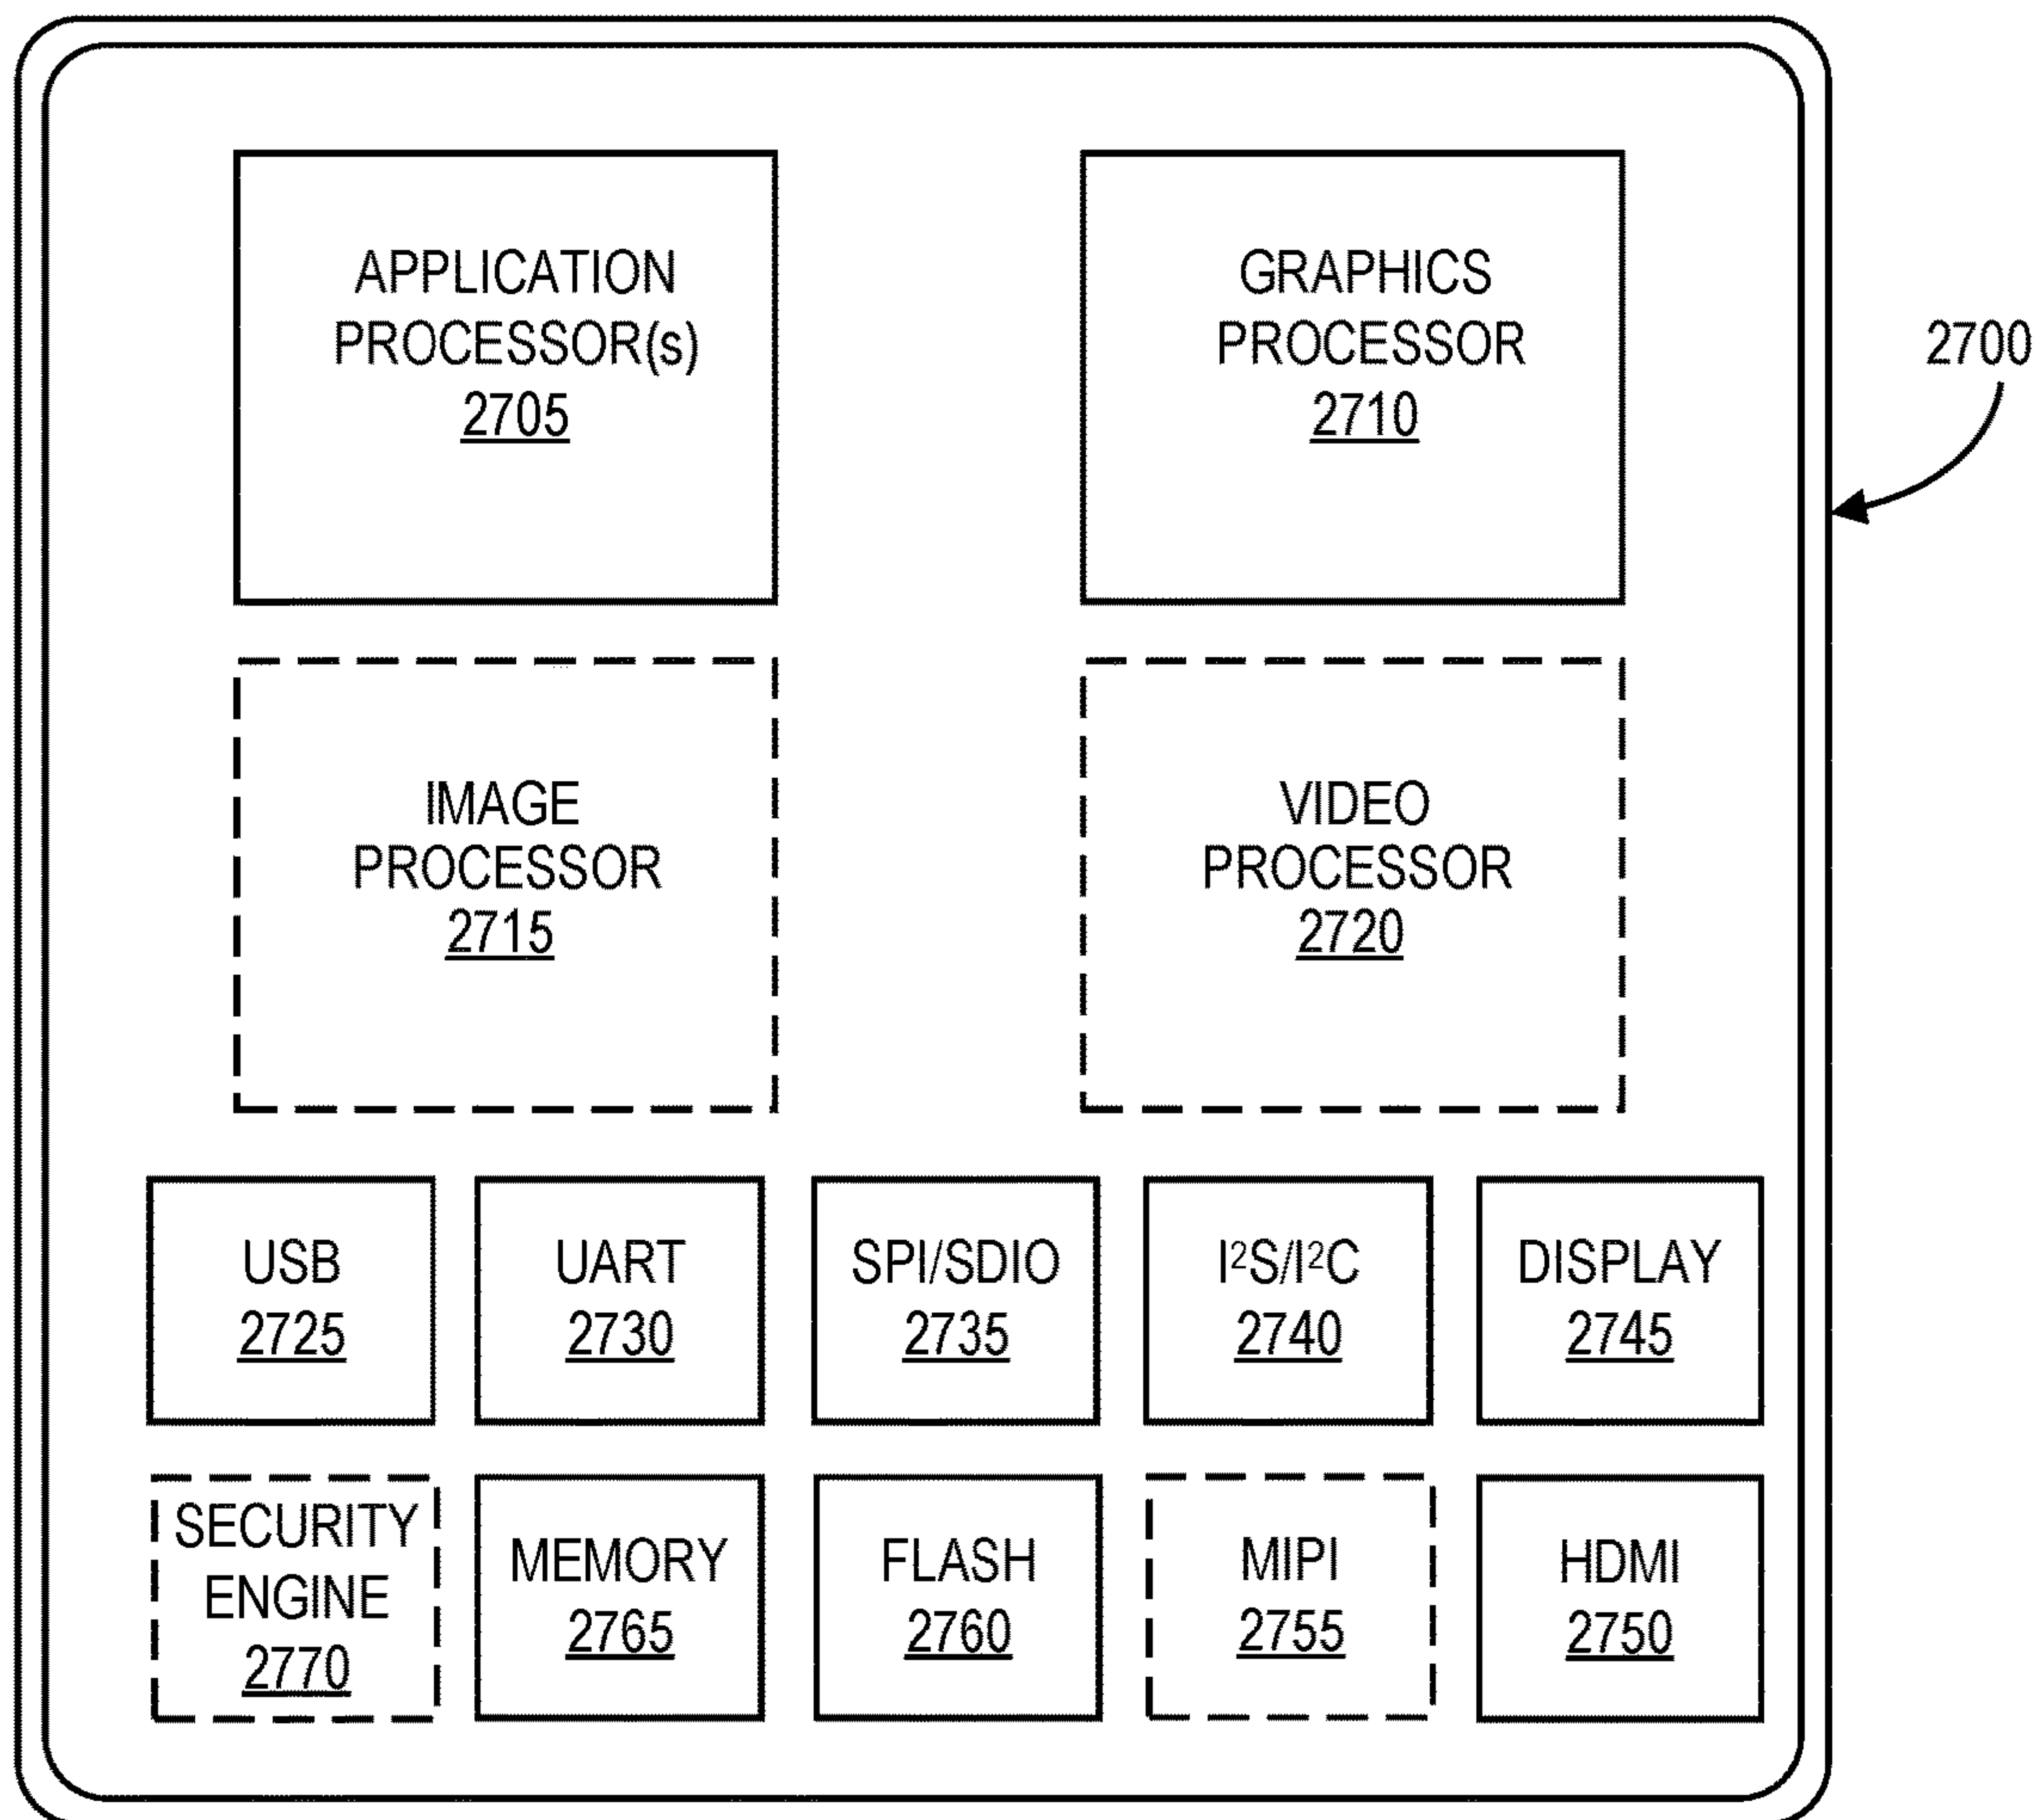 APPLICATION
PROCESSOR(s)
2705
GRAPHICS
PROCESSOR
2710
2700
IMAGE
PROCESSOR
2715
VIDEO
PROCESSOR
2720
USB
2725
UART
2730
SPI/SDIO
2735
I²S/I²C
2740
DISPLAY
2745
SECURITY
ENGINE
2770
MEMORY
2765
FLASH
2760
MIPI
2755
HDMI
2750